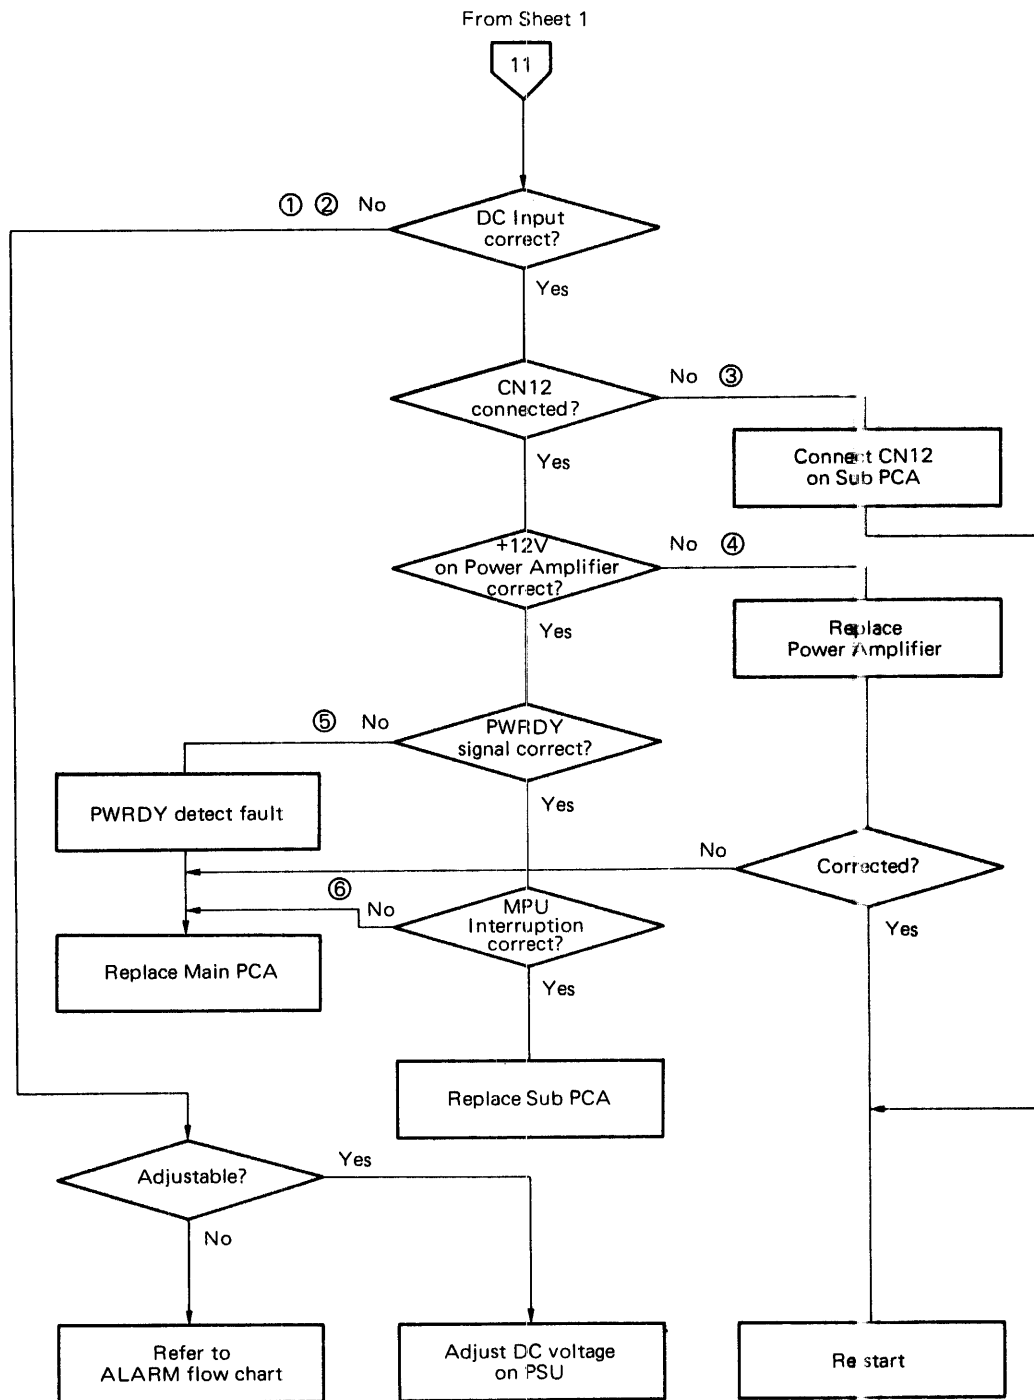 From Sheet 1
11
① ② No
DC Input
correct?
Yes
CN12
connected?
No ③
Connect CN12
on Sub PCA
Yes
+12V
on Power Amplifier
correct?
No ④
Replace
Power Amplifier
Yes
⑤ No
PWRDY
signal correct?
PWRDY detect fault
Yes
No
Corrected?
⑥
No
MPU
Interruption
correct?
Yes
Replace Main PCA
Yes
Replace Sub PCA
Adjustable?
Yes
No
Refer to
ALARM flow chart
Adjust DC voltage
on PSU
Re start